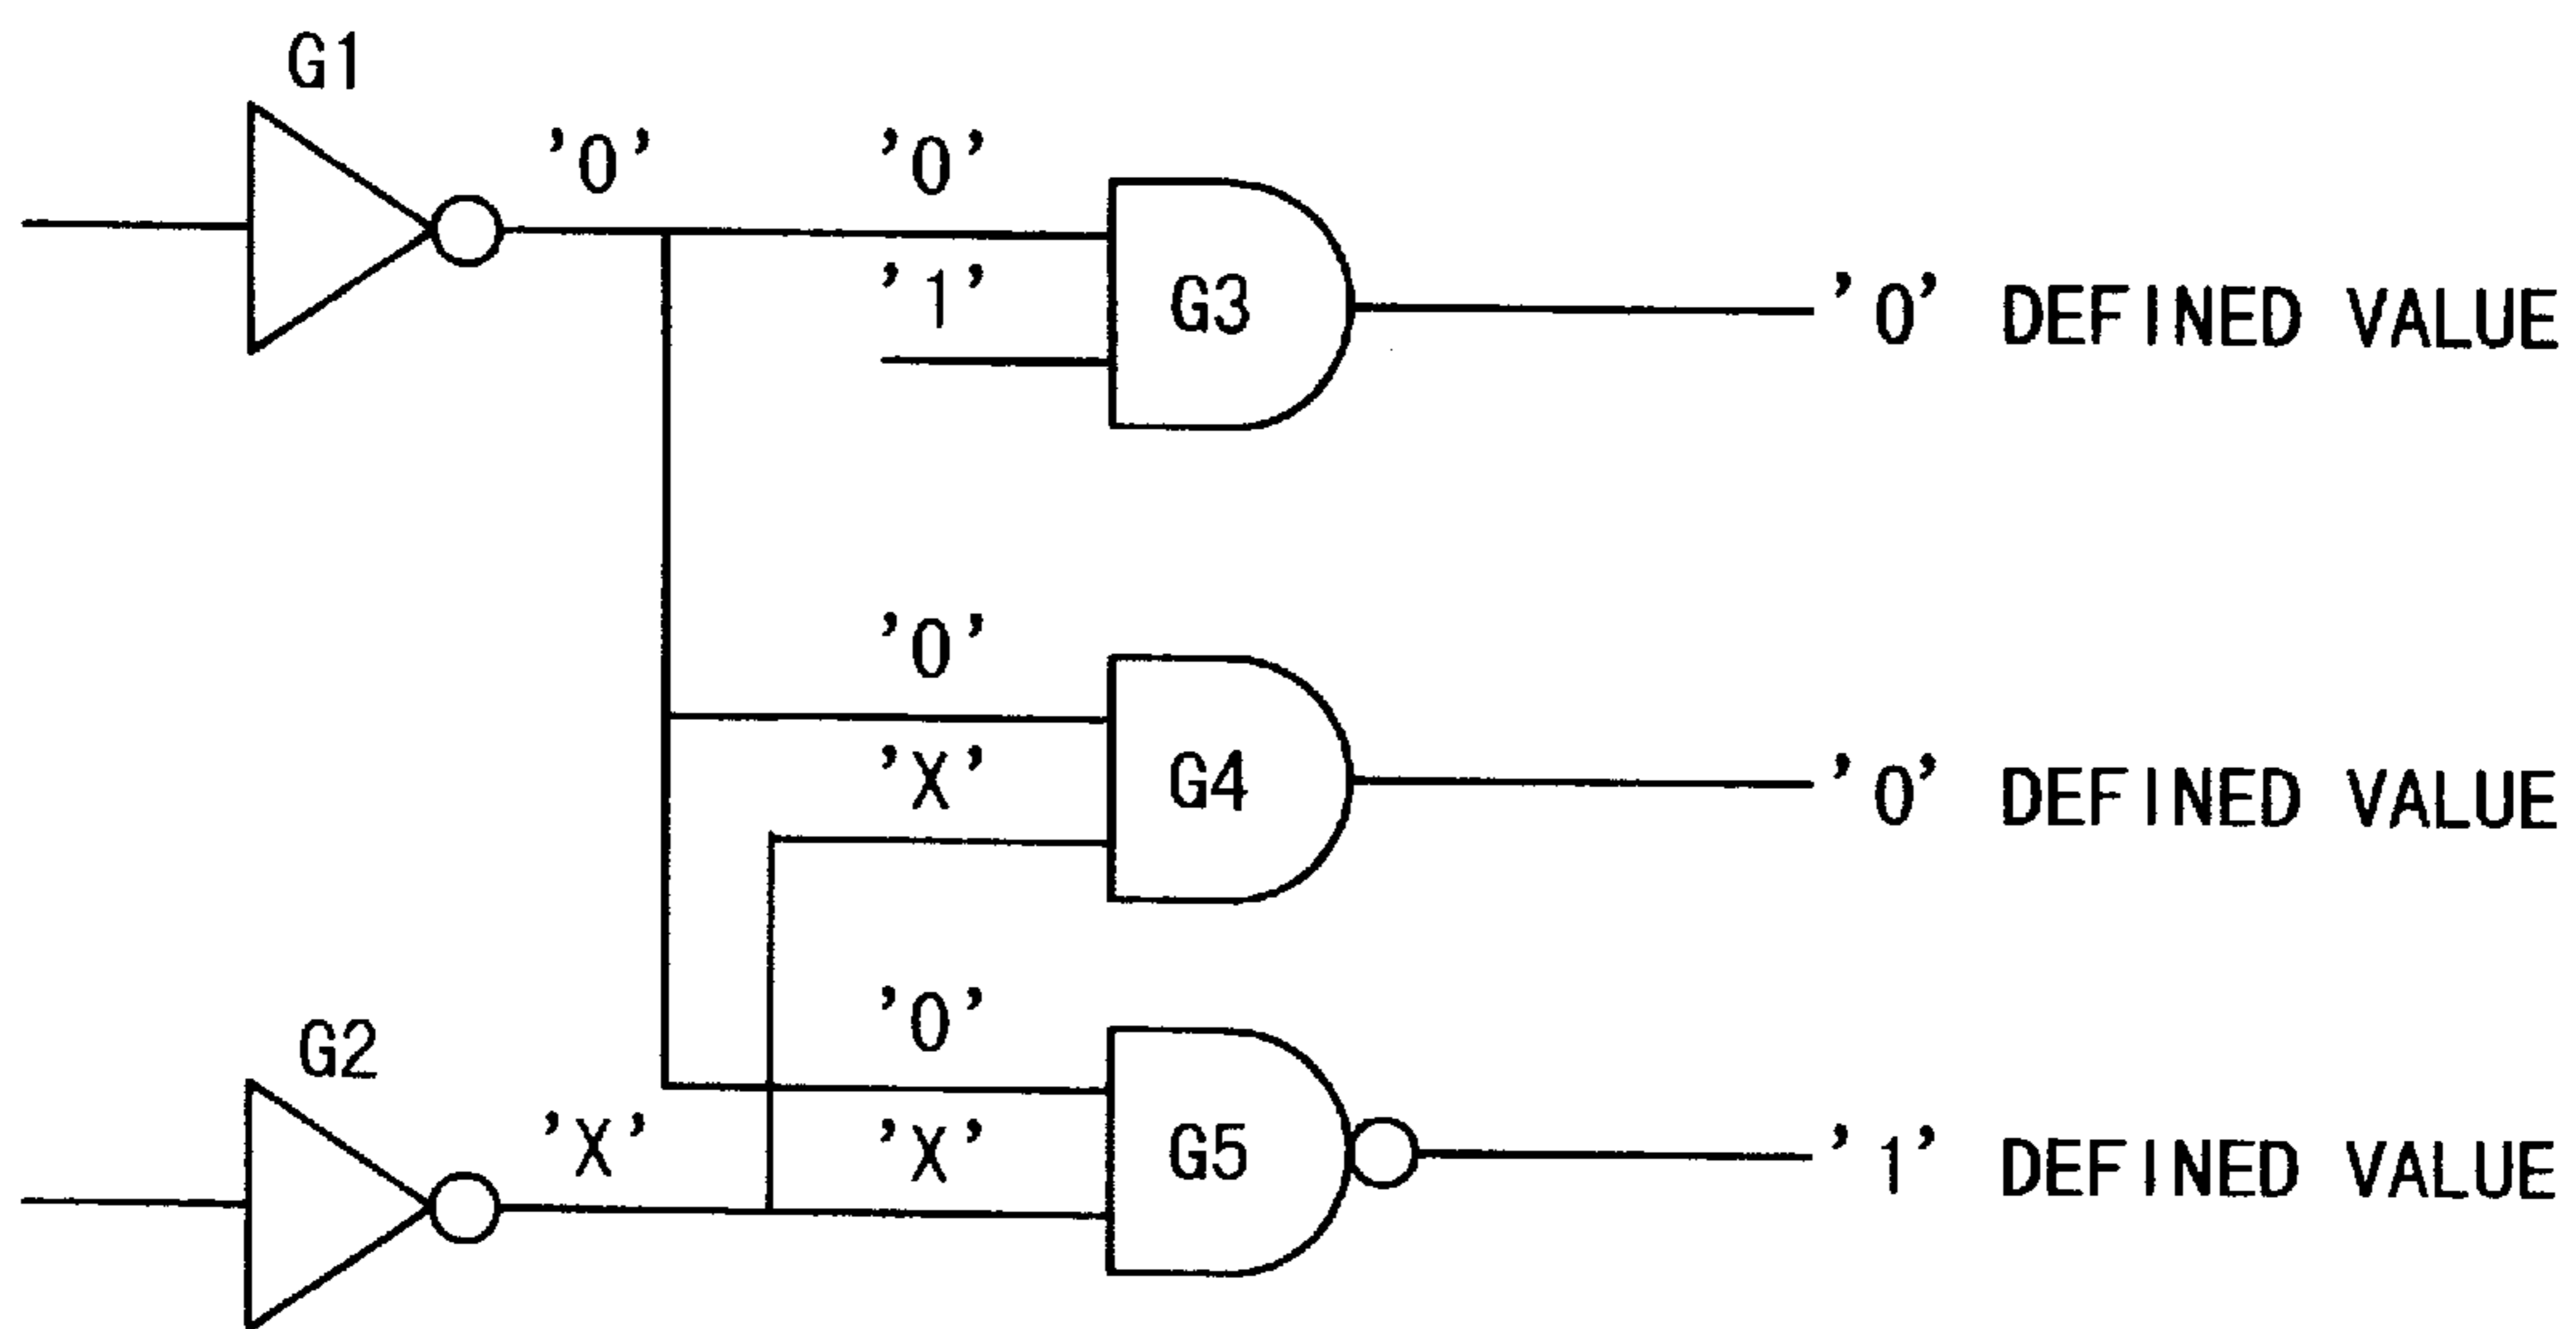 G1
'0' '0'
'1'
G3
'0' DEFINED VALUE
'0'
'X'
G4
'0' DEFINED VALUE
G2
'X'
'0'
'X'
G5
'1' DEFINED VALUE